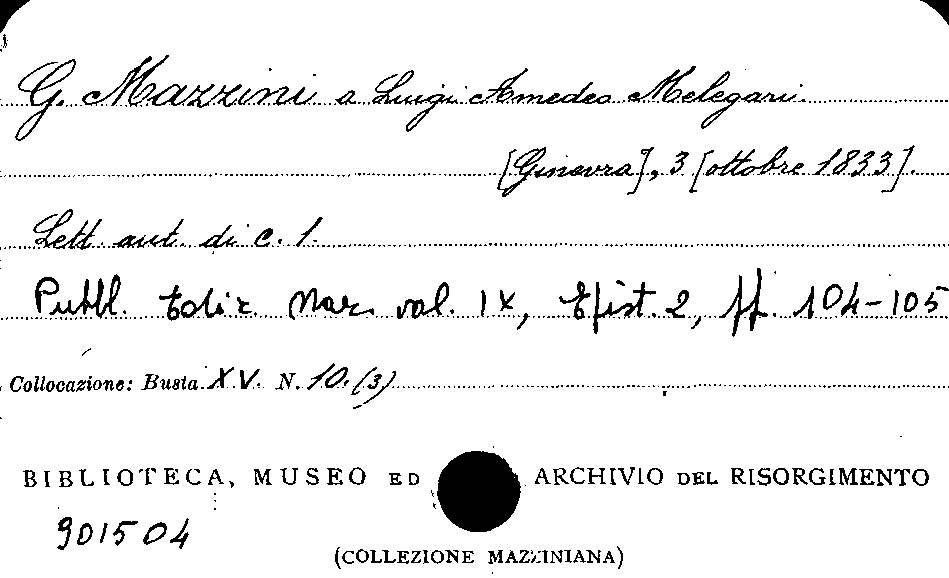 G. Mazzini a Luigi Amedeo Melegari.
[Ginevra], 3 [ottobre 1833].
Lett. aut. di c. 1.
Pubbl. Ediz. Naz. vol. IX, Epist. 2, pp. 104-105
Collocazione: Busta XV. N. 10. (3)
BIBLIOTECA, MUSEO ED ARCHIVIO DEL RISORGIMENTO
901504
(COLLEZIONE MAZZINIANA)